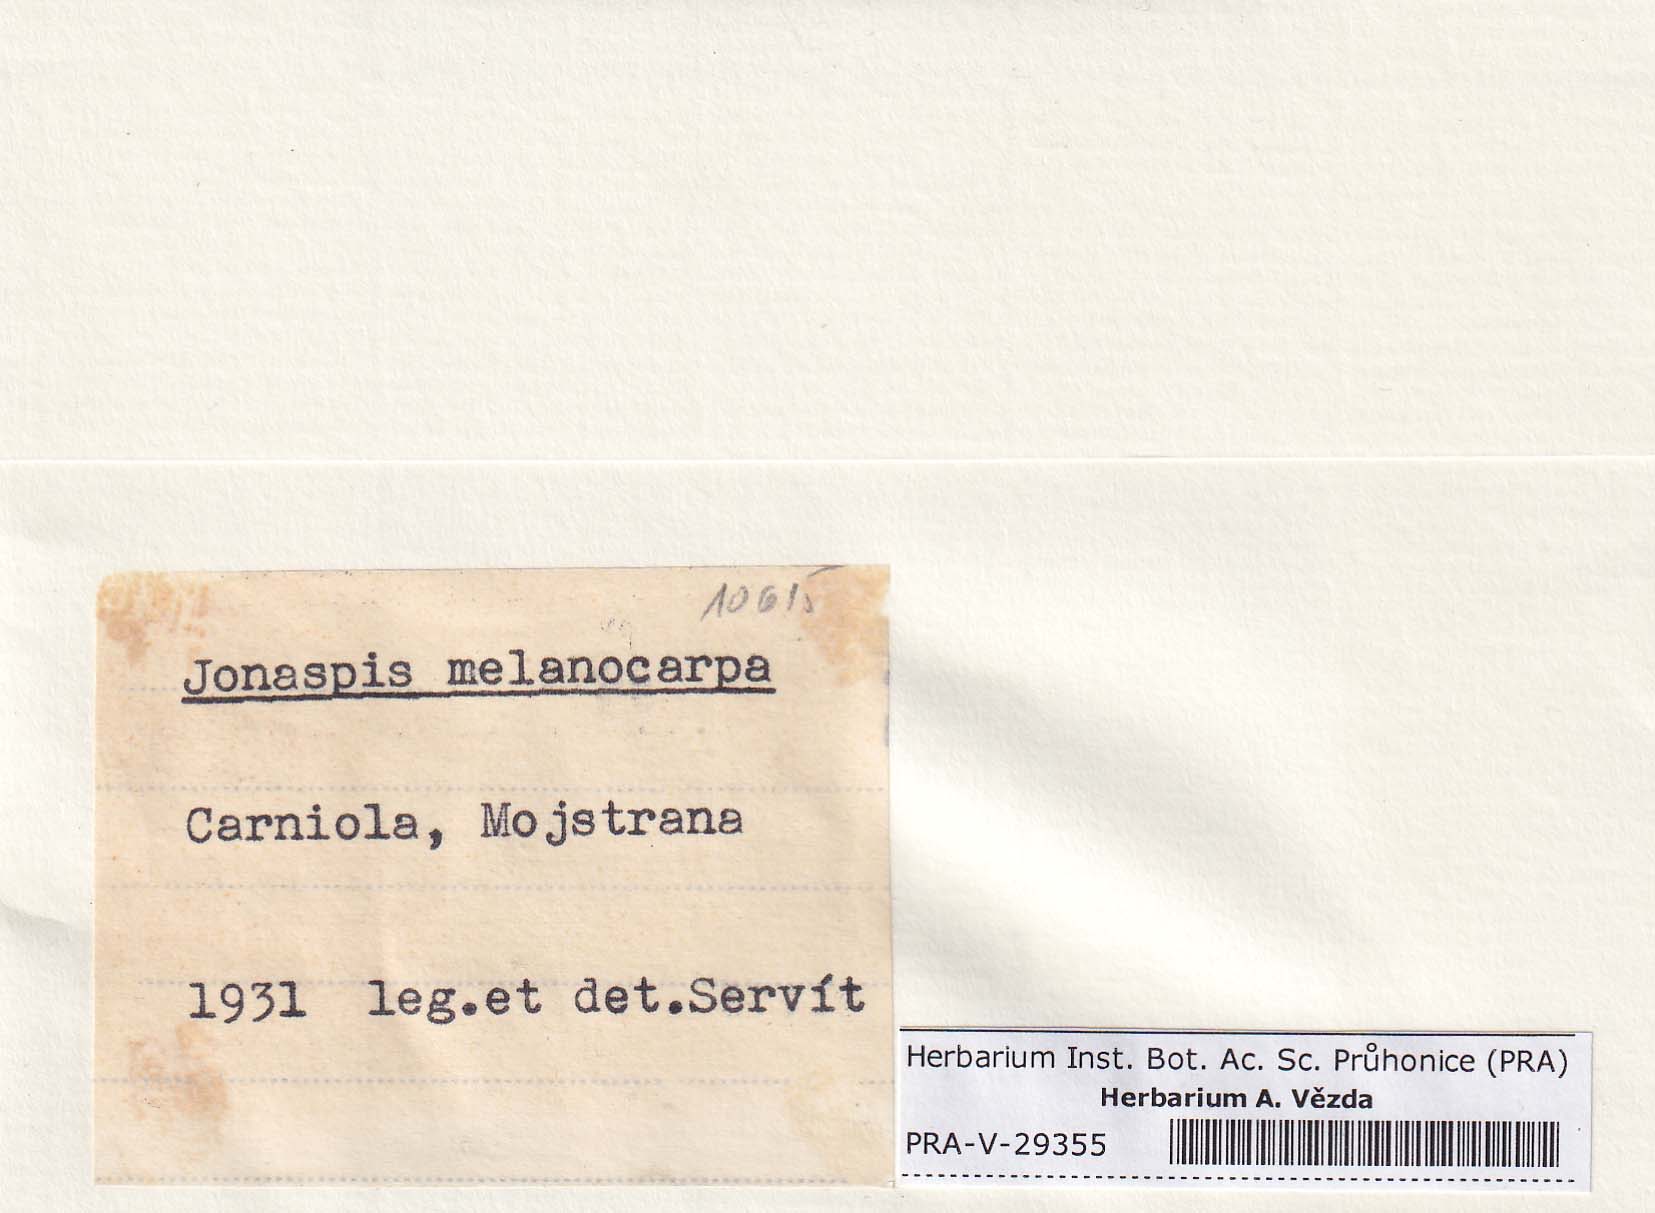 10615
Jonaspis melanocarpa
Carniola, Mojstrana
1931 leg.et det.Servít
Herbarium Inst. Bot. Ac. Sc. Průhonice (PRA)
Herbarium A. Vězda
PRA-V-29355